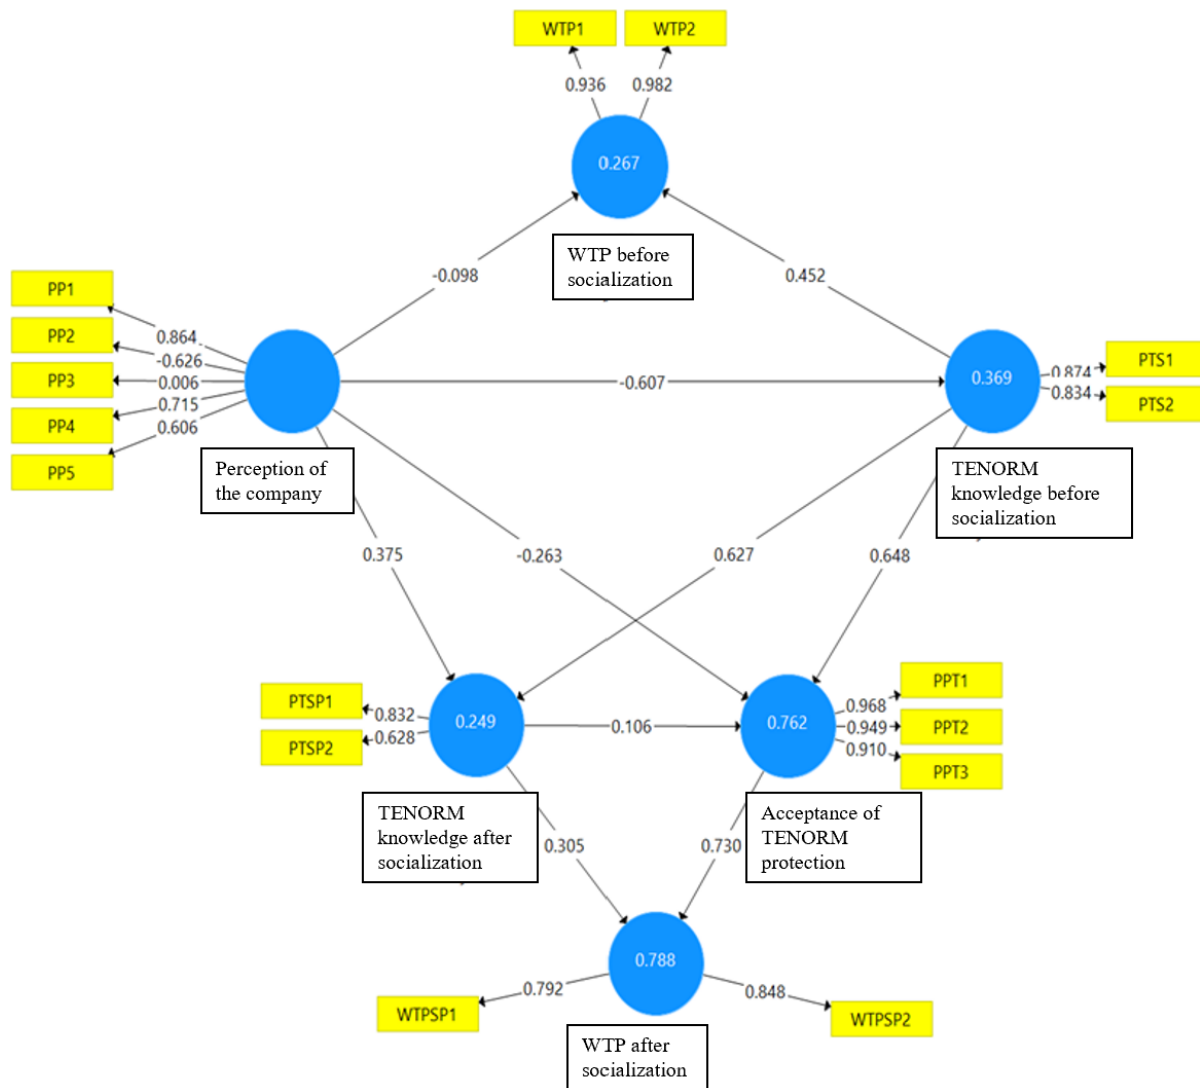 WTP1
WTP2
0.936
0.982
0.267
WTP before
socialization
-0.098
0.452
PP1
PP2
PP3
PP4
PP5
0.864
-0.626
0.006
0.715
0.606
-0.607
0.369
0.874
0.834
PTS1
PTS2
Perception of
the company
TENORM
knowledge before
socialization
0.375
-0.263
0.627
0.648
PTSP1
PTSP2
0.832
0.628
0.249
0.106
0.762
0.968
0.949
0.910
PPT1
PPT2
PPT3
TENORM
knowledge after
socialization
Acceptance of
TENORM
protection
0.305
0.730
0.788
0.792
0.848
WTPSP1
WTPSP2
WTP after
socialization